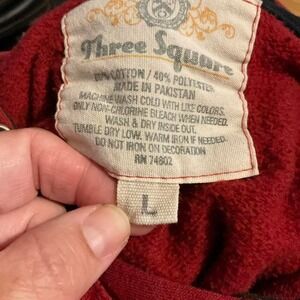 Three Square
60% COTTON / 40% POLYESTER
MADE IN PAKISTAN
MACHINE WASH COLD WITH LIKE COLORS.
ONLY NON-CHLORINE BLEACH WHEN NEEDED.
WASH & DRY INSIDE OUT.
TUMBLE DRY LOW. WARM IRON IF NEEDED.
DO NOT IRON ON DECORATION
RN 74802
L